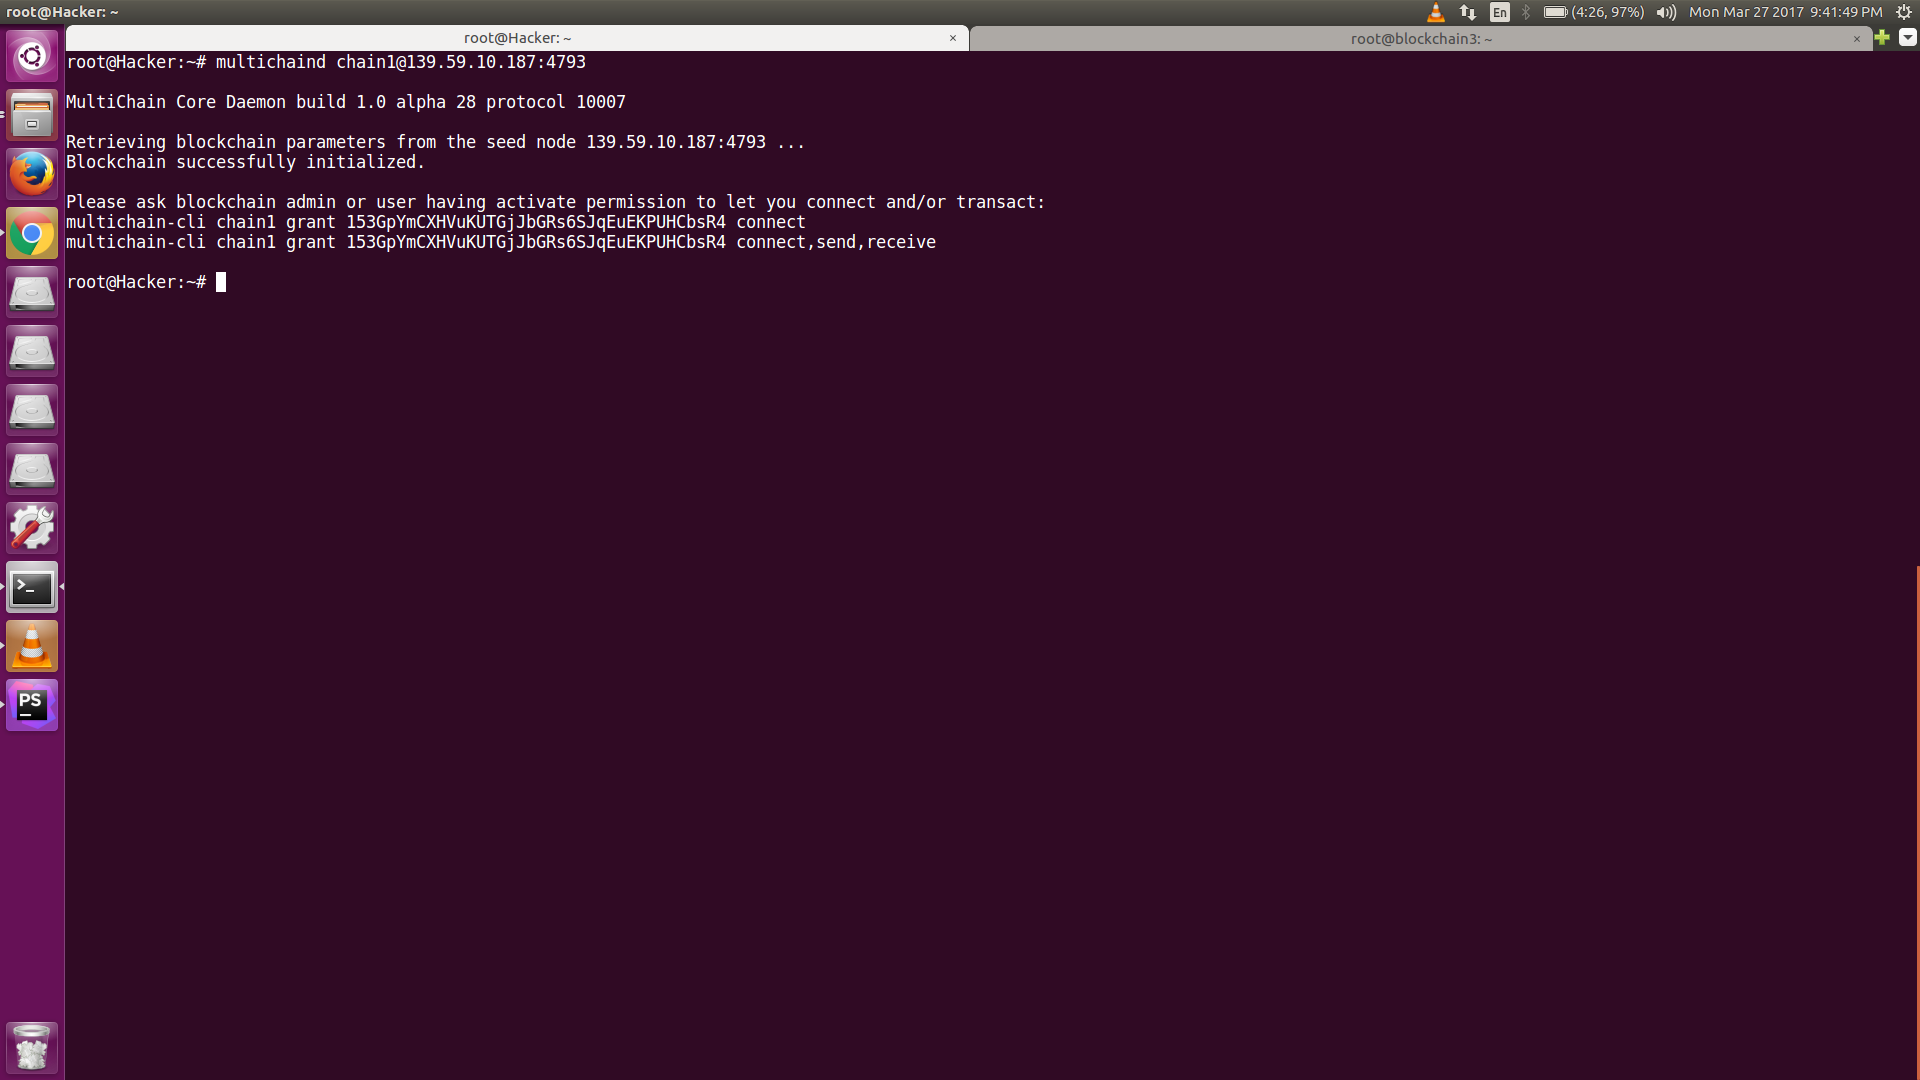 root@Hacker: ~
En
(4:26, 97%)
Mon Mar 27 2017 9:41:49 PM
root@Hacker: ~ ×
root@blockchain3: ~ ×
root@Hacker:~# multichaind chain1@139.59.10.187:4793
MultiChain Core Daemon build 1.0 alpha 28 protocol 10007
Retrieving blockchain parameters from the seed node 139.59.10.187:4793 ...
Blockchain successfully initialized.
Please ask blockchain admin or user having activate permission to let you connect and/or transact:
multichain-cli chain1 grant 153GpYmCXHVuKUTGjJbGRs6SJqEuEKPUHCbsR4 connect
multichain-cli chain1 grant 153GpYmCXHVuKUTGjJbGRs6SJqEuEKPUHCbsR4 connect,send,receive
root@Hacker:~#
>_
PS